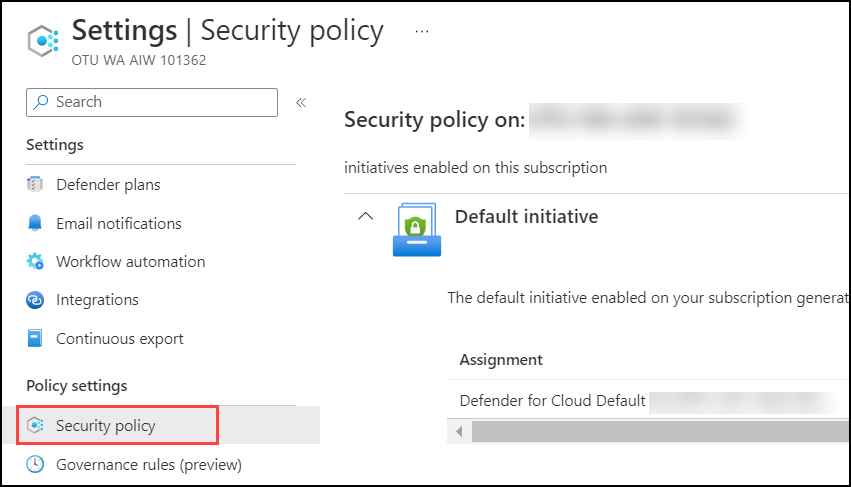 Settings | Security policy ...
OTU WA AIW 101362
Search «
Settings
Defender plans
Email notifications
Workflow automation
Integrations
Continuous export
Policy settings
Security policy
Governance rules (preview)
Security policy on:
initiatives enabled on this subscription
Default initiative
The default initiative enabled on your subscription generat
Assignment
Defender for Cloud Default